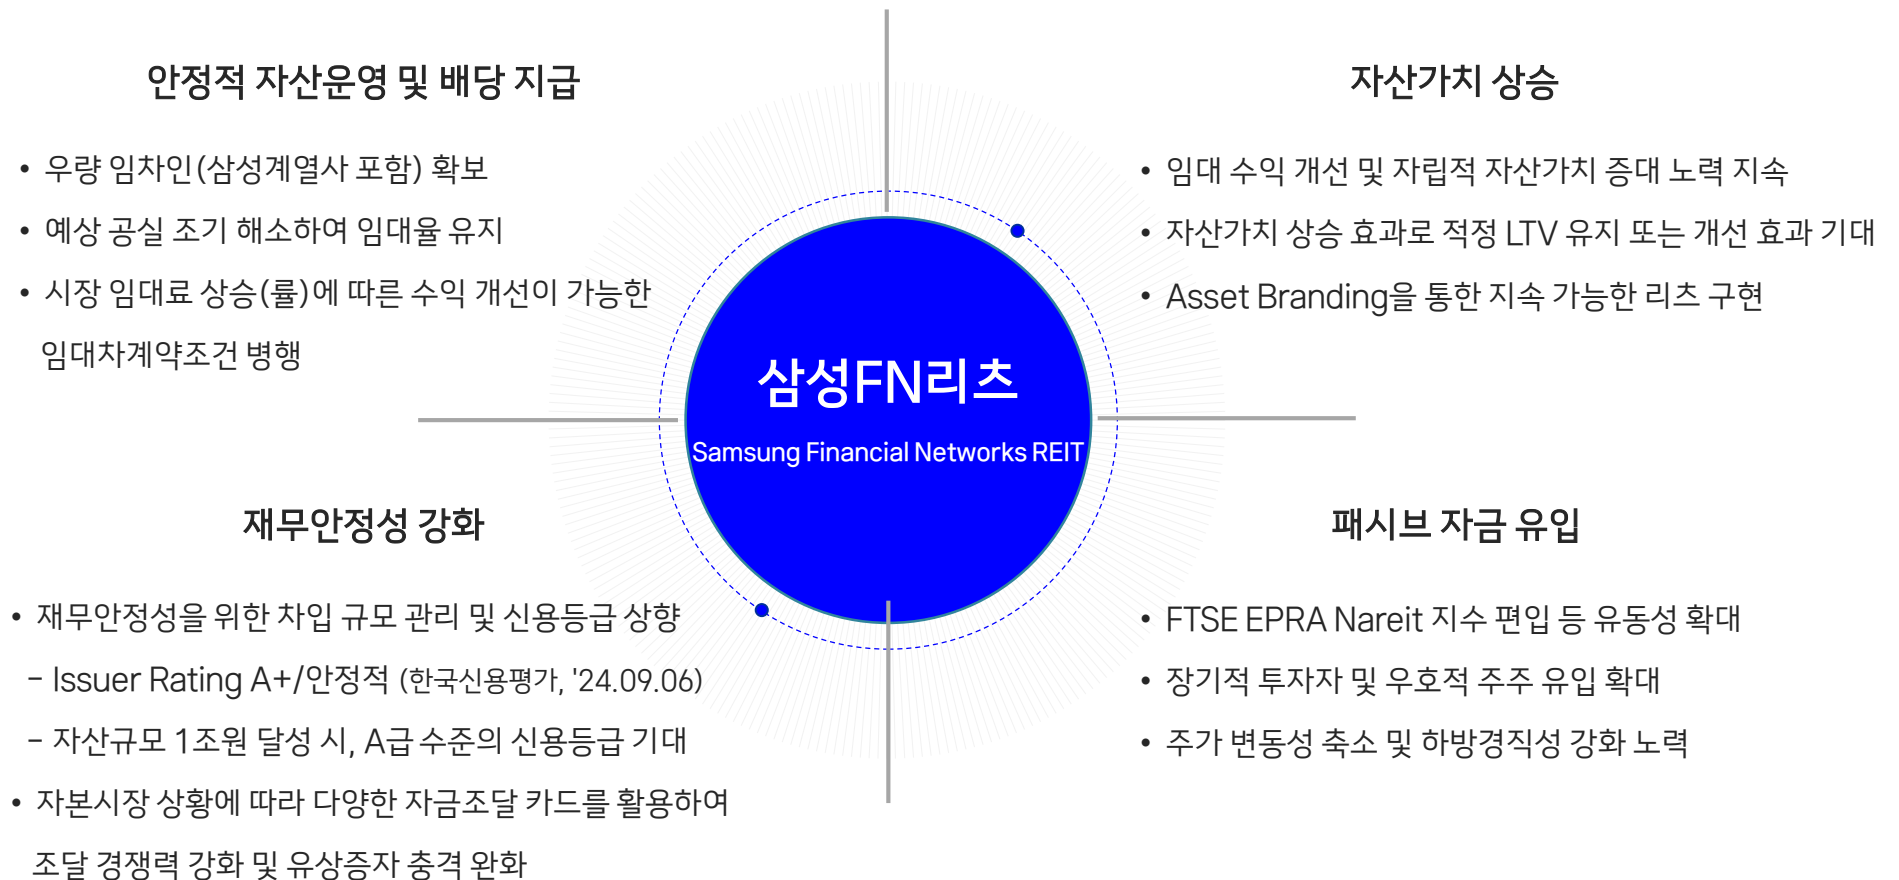 안정적 자산운영 및 배당 지급
• 우량 임차인(삼성계열사 포함) 확보
• 예상 공실 조기 해소하여 임대율 유지
• 시장 임대료 상승(률)에 따른 수익 개선이 가능한
임대차계약조건 병행
자산가치 상승
• 임대 수익 개선 및 자립적 자산가치 증대 노력 지속
• 자산가치 상승 효과로 적정 LTV 유지 또는 개선 효과 기대
• Asset Branding을 통한 지속 가능한 리츠 구현
삼성FN리츠
Samsung Financial Networks REIT
재무안정성 강화
• 재무안정성을 위한 차입 규모 관리 및 신용등급 상향
- Issuer Rating A+/안정적 (한국신용평가, '24.09.06)
- 자산규모 1조원 달성 시, A급 수준의 신용등급 기대
• 자본시장 상황에 따라 다양한 자금조달 카드를 활용하여
조달 경쟁력 강화 및 유상증자 충격 완화
패시브 자금 유입
• FTSE EPRA Nareit 지수 편입 등 유동성 확대
• 장기적 투자자 및 우호적 주주 유입 확대
• 주가 변동성 축소 및 하방경직성 강화 노력